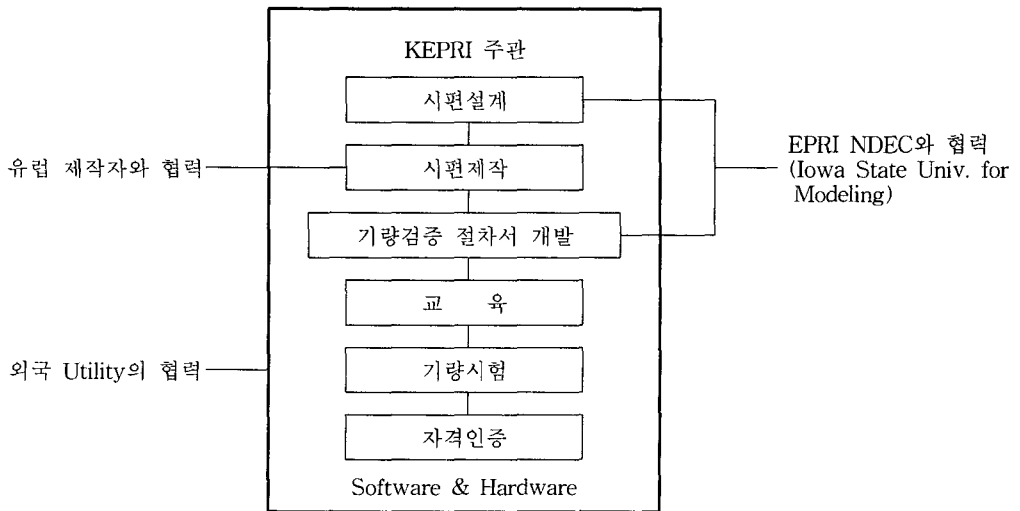 KEPRI 주관
시편설계
유럽 제작자와 협력
시편제작
EPRI NDEC와 협력
(Iowa State Univ. for
Modeling)
기량검증 절차서 개발
교 육
외국 Utility의 협력
기량시험
자격인증
Software & Hardware